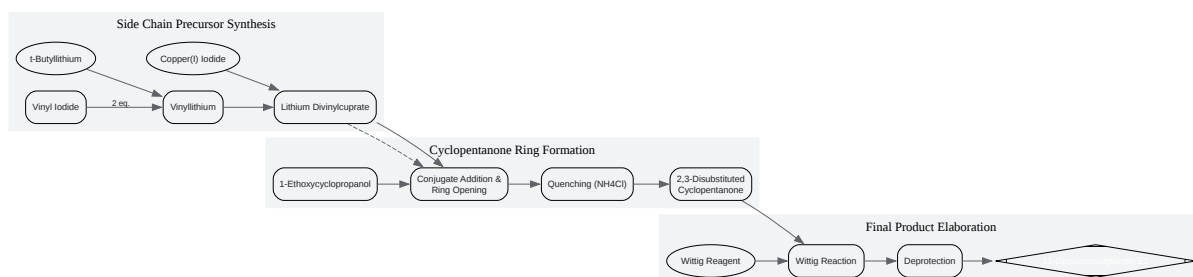 Side Chain Precursor Synthesis
t-Butyllithium
Copper(I) Iodide
Vinyl Iodide
2 eq.
Vinyllithium
Lithium Divinylcuprate
Cyclopentanone Ring Formation
1-Ethoxycyclopropanol
Conjugate Addition &
Ring Opening
Quenching (NH4Cl)
2,3-Disubstituted
Cyclopentanone
Final Product Elaboration
Wittig Reagent
Wittig Reaction
Deprotection